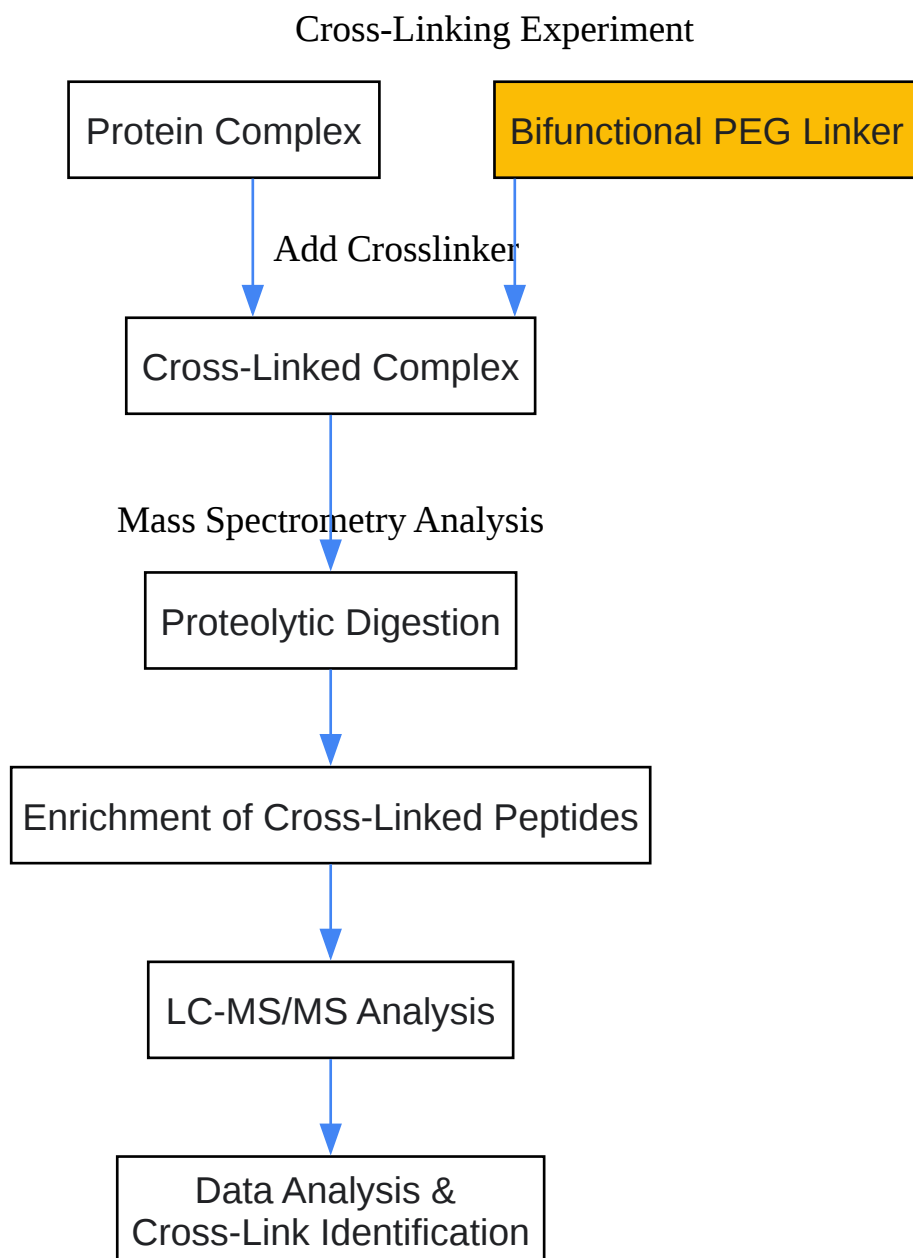 Cross-Linking Experiment
Protein Complex
Bifunctional PEG Linker
Add Crosslinker
Cross-Linked Complex
Mass Spectrometry Analysis
Proteolytic Digestion
Enrichment of Cross-Linked Peptides
LC-MS/MS Analysis
Data Analysis &
Cross-Link Identification